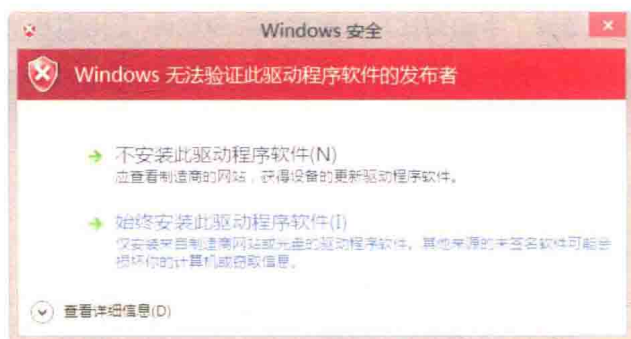 Windows 安全
Windows 无法验证此驱动程序软件的发布者
不安装此驱动程序软件(N)
应查看制造商的网站，获得设备的更新驱动程序软件。
始终安装此驱动程序软件(I)
仅安装来自制造商网站或光盘的驱动程序软件。其他来源的未签名软件可能会
损坏你的计算机或窃取信息。
查看详细信息(D)